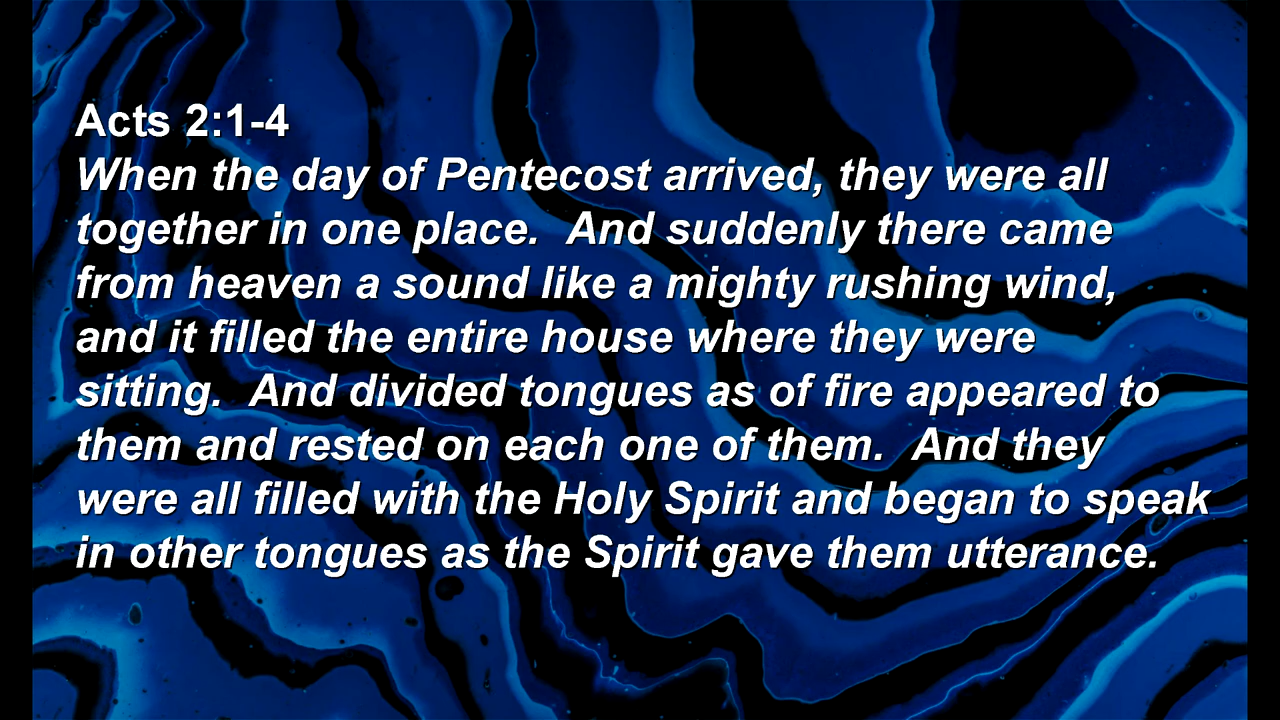 Acts 2:1-4
When the day of Pentecost arrived, they were all
together in one place.  And suddenly there came
from heaven a sound like a mighty rushing wind,
and it filled the entire house where they were
sitting.  And divided tongues as of fire appeared to
them and rested on each one of them.  And they
were all filled with the Holy Spirit and began to speak
in other tongues as the Spirit gave them utterance.